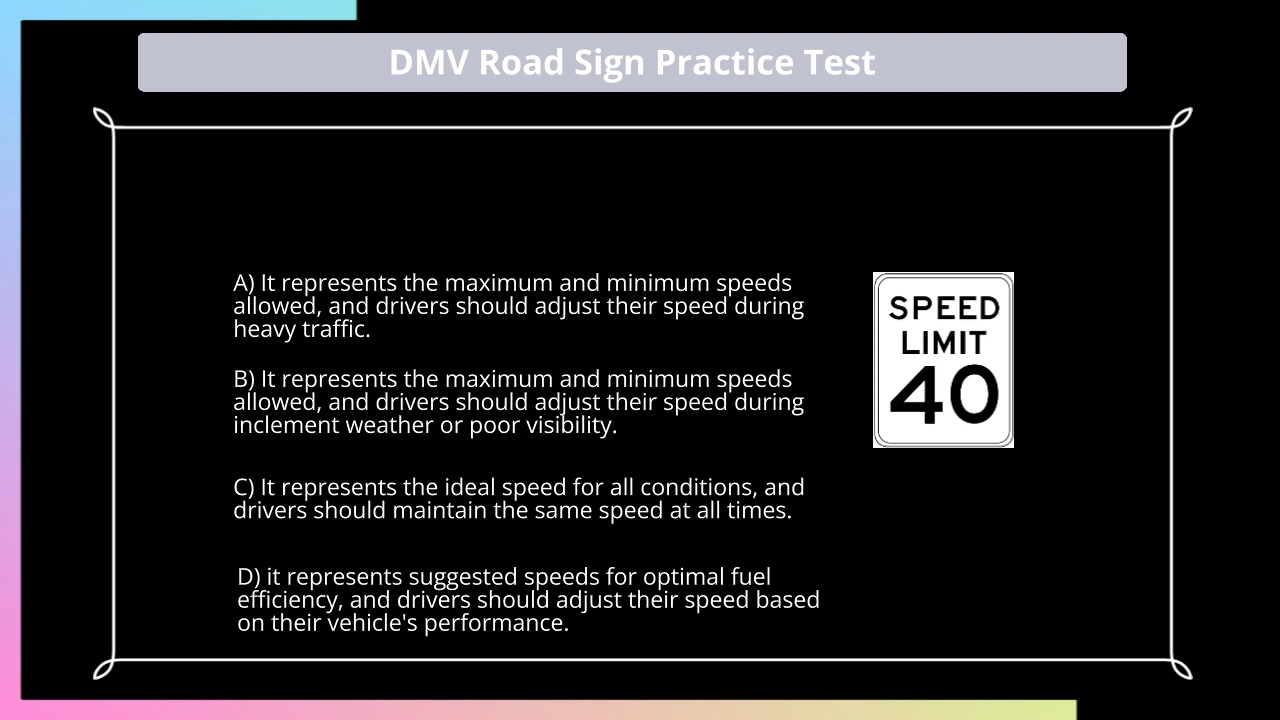 DMV Road Sign Practice Test
A) It represents the maximum and minimum speeds
allowed, and drivers should adjust their speed during
heavy traffic.
B) It represents the maximum and minimum speeds
allowed, and drivers should adjust their speed during
inclement weather or poor visibility.
C) It represents the ideal speed for all conditions, and
drivers should maintain the same speed at all times.
D) it represents suggested speeds for optimal fuel
efficiency, and drivers should adjust their speed based
on their vehicle's performance.
SPEED
LIMIT
40